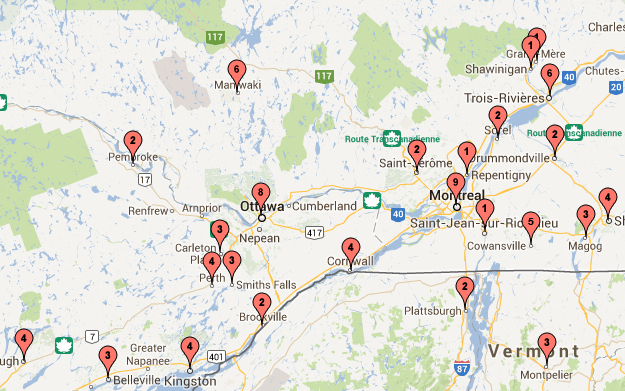 117
Charles
1
1
Grand-Mère
6
Shawinigan
6
40
Chutes-
Maniwaki
117
Trois-Rivières
20
2
Sorel
2
Route Transcanadienne
2
Route Transcanadienne
2
Pembroke
Saint-Jérôme
1
Drummondville
17
Repentigny
8
9
Montreal
4
Renfrew
Arnprior
Ottawa
Cumberland
40
1
5
3
Sh
3
Nepean
417
Saint-Jean-sur-Richelieu
Carleton
Place
4
Cowansville
Magog
4
3
Cornwall
Perth
Smiths Falls
2
2
Brockville
Plattsburgh
4
7
4
3
Greater
Napanee
401
3
Vermont
ugh
87
Belleville
Kingston
Montpelier